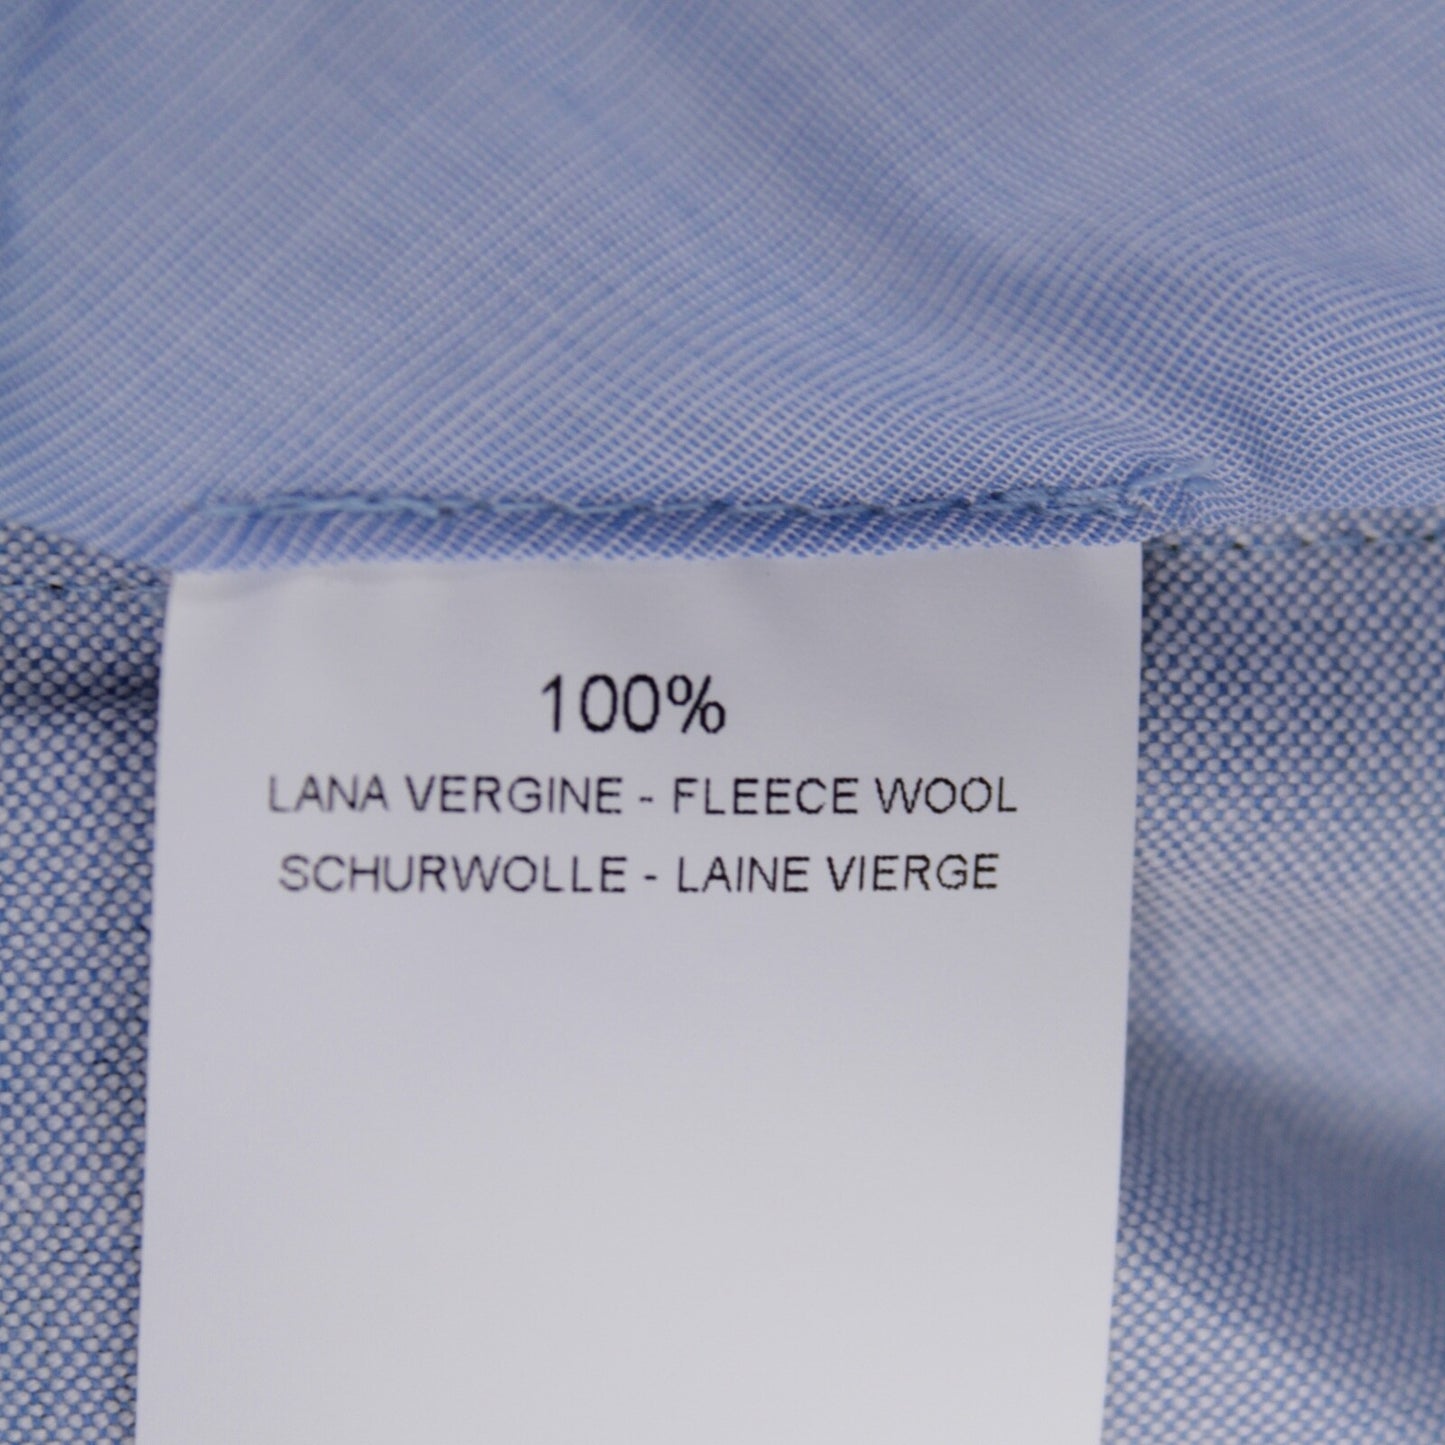 100%
LANA VERGINE - FLEECE WOOL
SCHURWOLLE - LAINE VIERGE